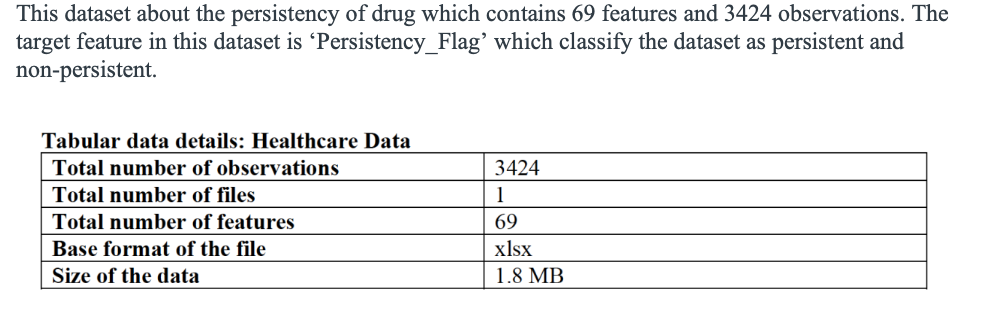 This dataset about the persistency of drug which contains 69 features and 3424 observations. The
target feature in this dataset is ‘Persistency_Flag’ which classify the dataset as persistent and
non-persistent.
Tabular data details: Healthcare Data
Total number of observations 3424
Total number of files 1
Total number of features 69
Base format of the file xlsx
Size of the data 1.8 MB